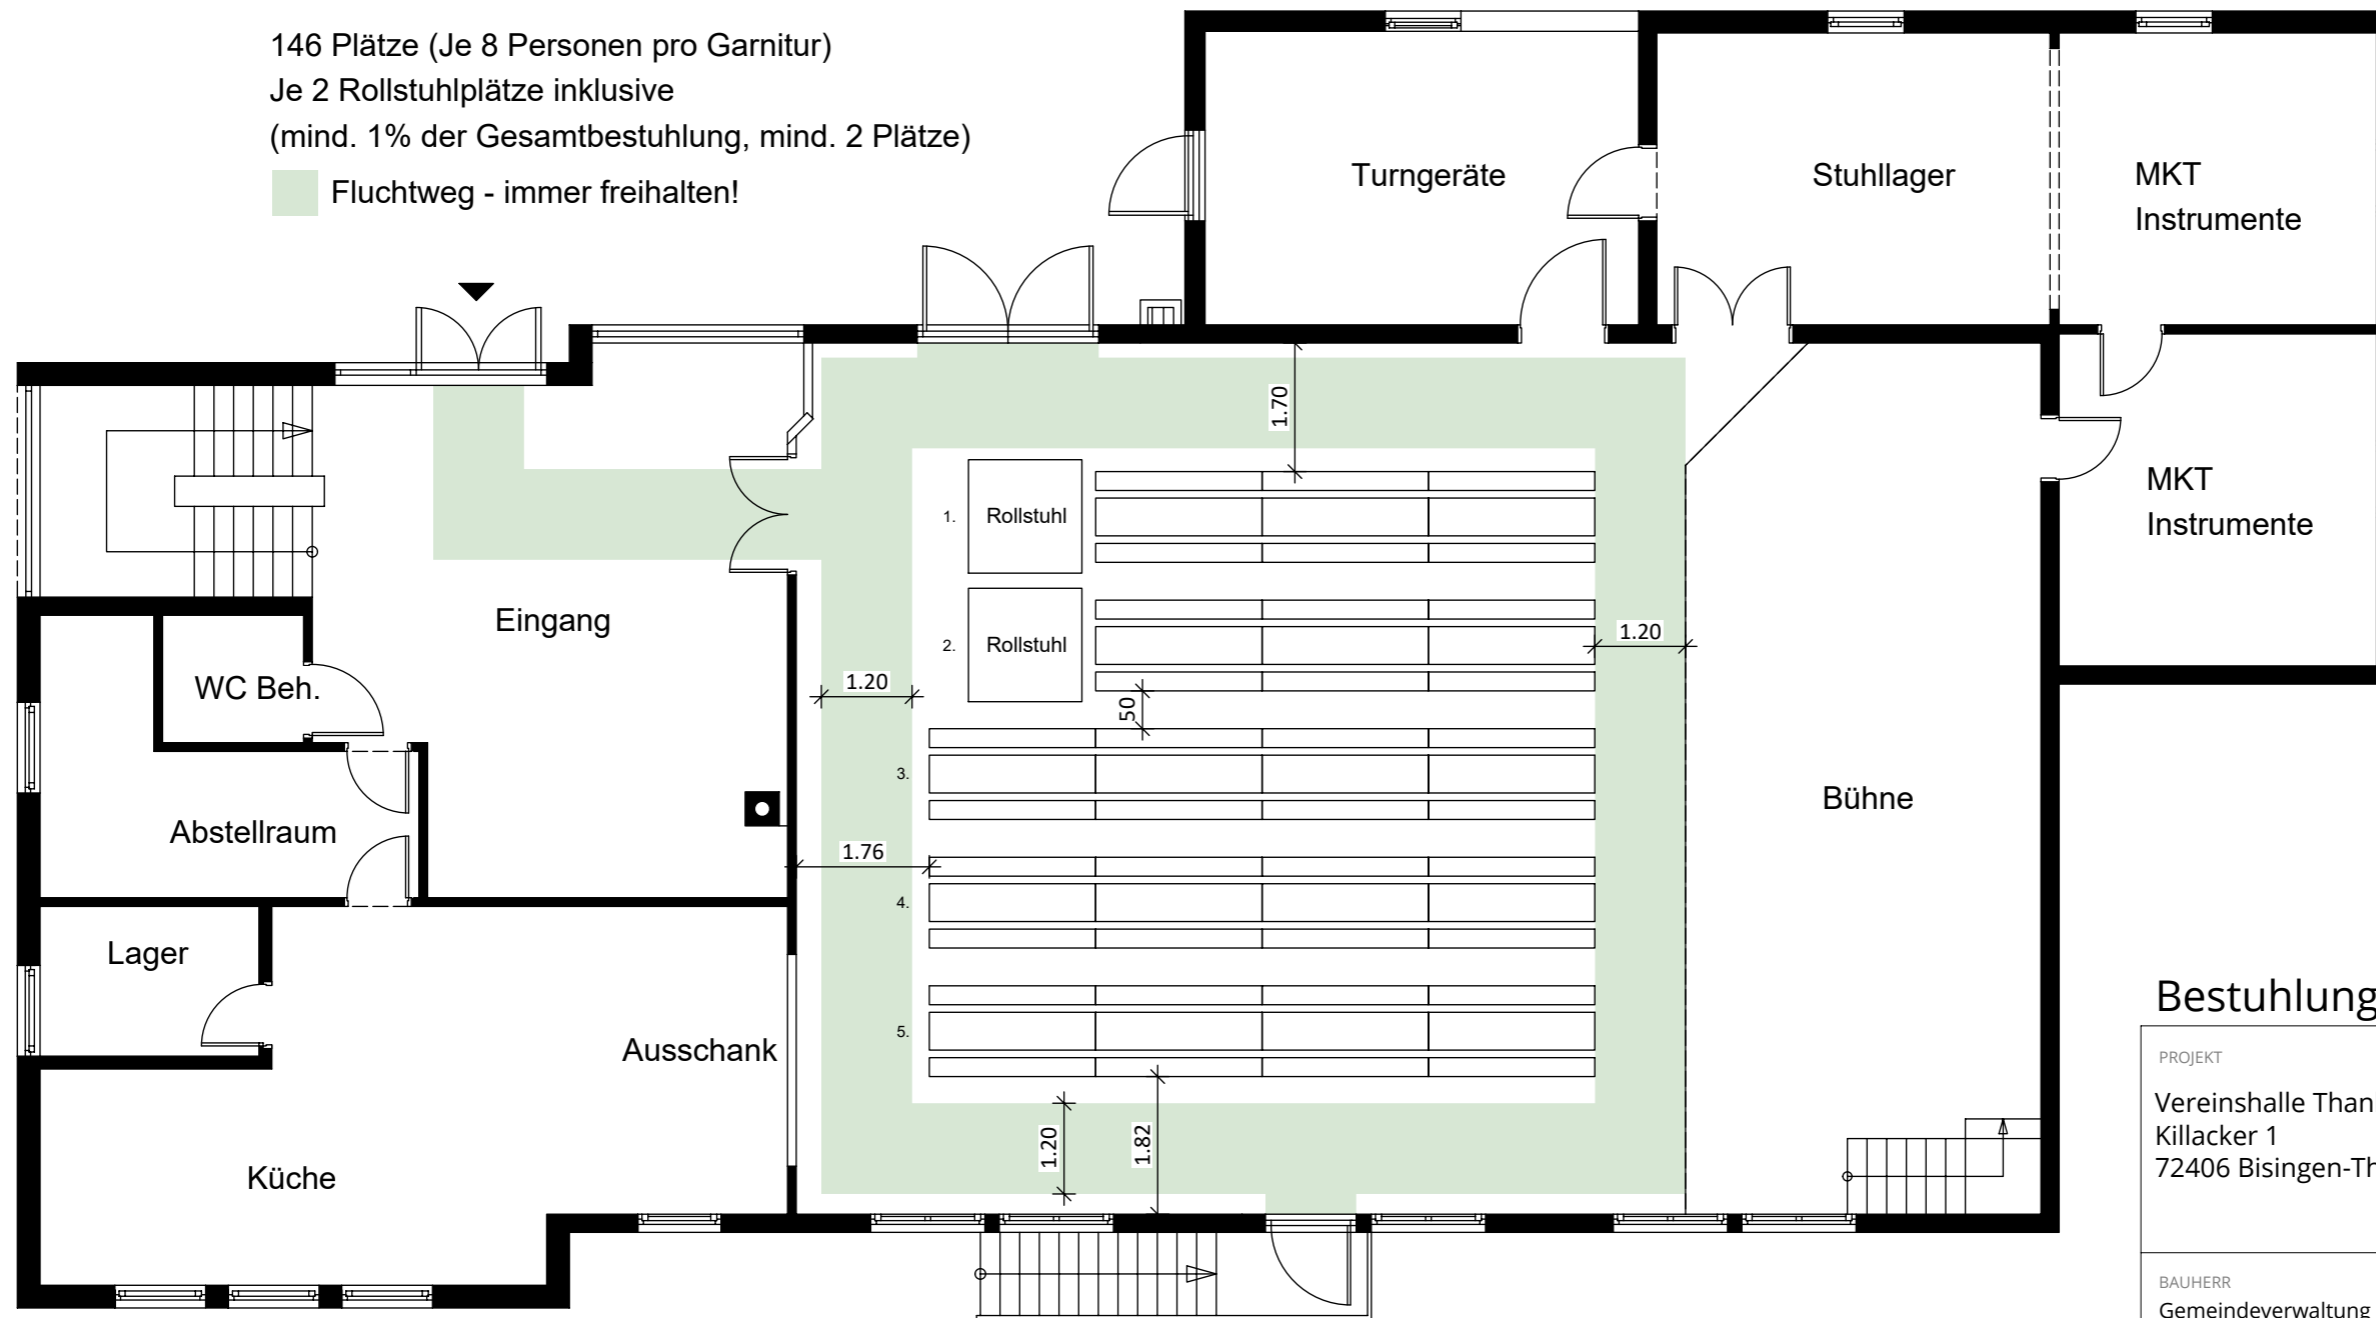 146 Plätze (Je 8 Personen pro Garnitur)
Je 2 Rollstuhlplätze inklusive
(mind. 1% der Gesamtbestuhlung, mind. 2 Plätze)
Fluchtweg - immer freihalten!
Turngeräte
Stuhllager
MKT
Instrumente
1.70
MKT
Instrumente
1. Rollstuhl
2. Rollstuhl
Eingang
1.20
WC Beh.
1.20
50
3.
Bühne
Abstellraum
1.76
4.
Lager
5.
Ausschank
1.20
1.82
Küche
Bestuhlung
PROJEKT
Vereinshalle Than
Killacker 1
72406 Bisingen-Th
BAUHERR
Gemeindeverwaltung